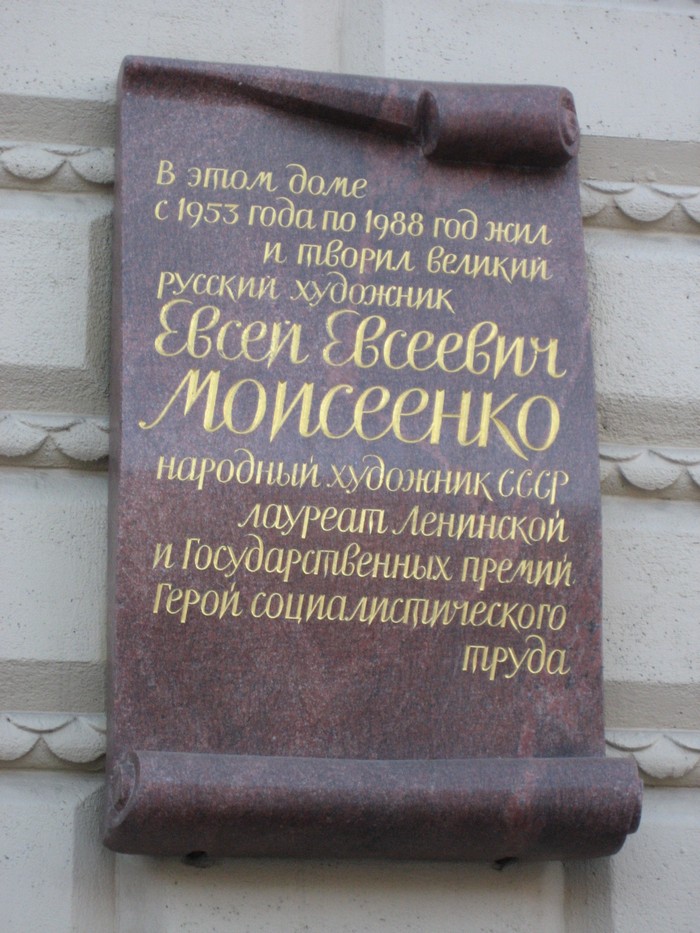 В этом доме
с 1953 года по 1988 год жил
и творил великий
русский художник
Евсей Евсеевич
Моисеенко
народный художник СССР
лауреат Ленинской
и Государственных премий
Герой социалистического
труда